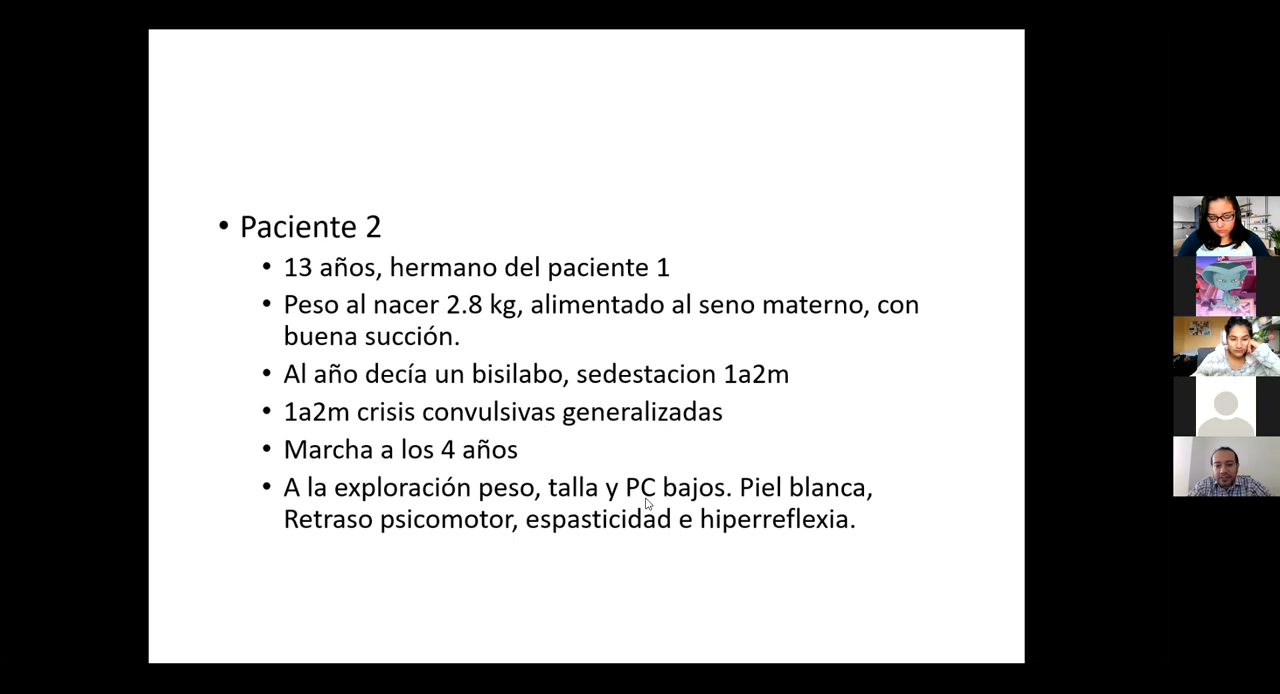 • Paciente 2
• 13 años, hermano del paciente 1
• Peso al nacer 2.8 kg, alimentado al seno materno, con
buena succión.
• Al año decía un bisilabo, sedestacion 1a2m
• 1a2m crisis convulsivas generalizadas
• Marcha a los 4 años
• A la exploración peso, talla y PC bajos. Piel blanca,
Retraso psicomotor, espasticidad e hiperreflexia.